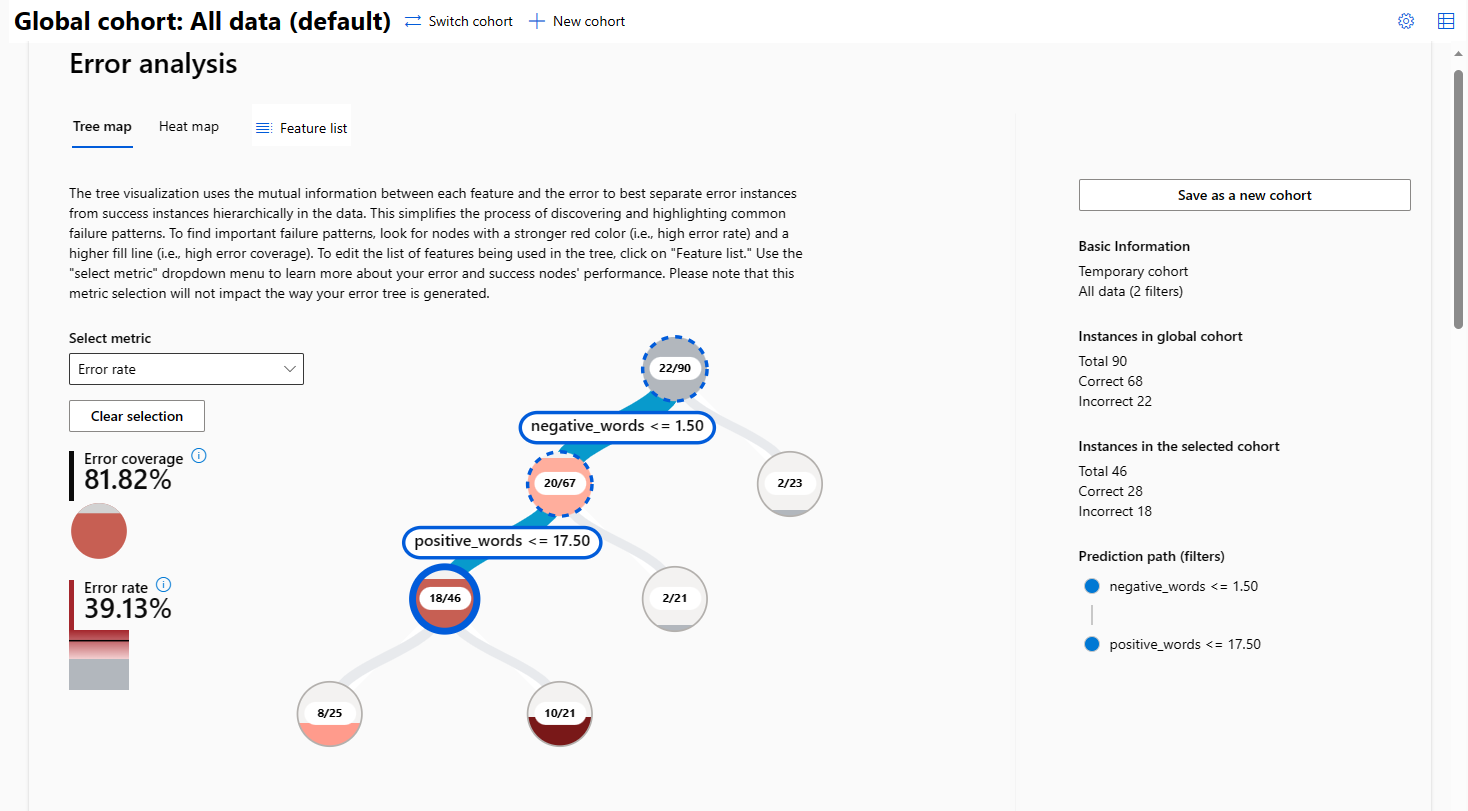 Global cohort: All data (default)
Switch cohort
New cohort
Error analysis
Tree map
Heat map
Feature list
The tree visualization uses the mutual information between each feature and the error to best separate error instances
from success instances hierarchically in the data. This simplifies the process of discovering and highlighting common
failure patterns. To find important failure patterns, look for nodes with a stronger red color (i.e., high error rate) and a
higher fill line (i.e., high error coverage). To edit the list of features being used in the tree, click on "Feature list." Use the
"select metric" dropdown menu to learn more about your error and success nodes' performance. Please note that this
metric selection will not impact the way your error tree is generated.
Select metric
Error rate
Clear selection
Error coverage
81.82%
Error rate
39.13%
22/90
negative_words <= 1.50
20/67
2/23
positive_words <= 17.50
18/46
2/21
8/25
10/21
Save as a new cohort
Basic Information
Temporary cohort
All data (2 filters)
Instances in global cohort
Total 90
Correct 68
Incorrect 22
Instances in the selected cohort
Total 46
Correct 28
Incorrect 18
Prediction path (filters)
negative_words <= 1.50
positive_words <= 17.50